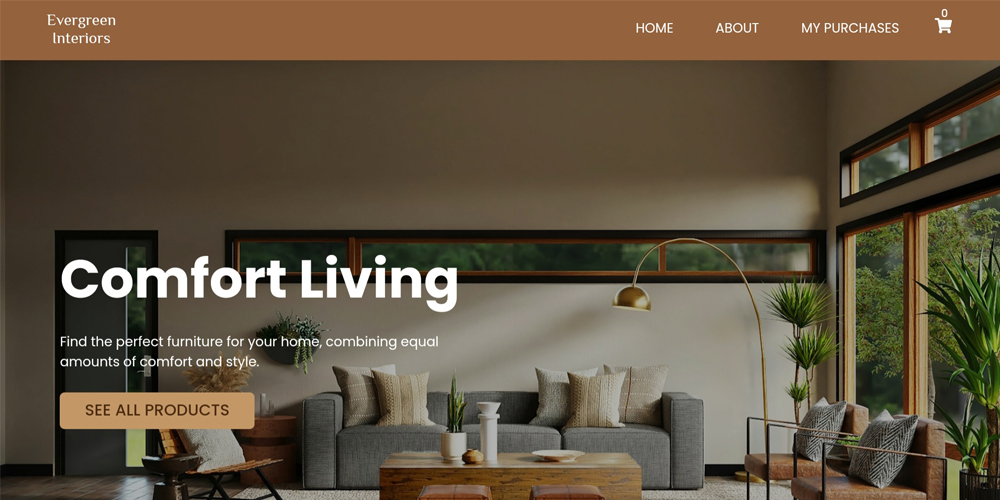 Evergreen
Interiors
HOME
ABOUT
MY PURCHASES
0
Comfort Living
Find the perfect furniture for your home, combining equal
amounts of comfort and style.
SEE ALL PRODUCTS